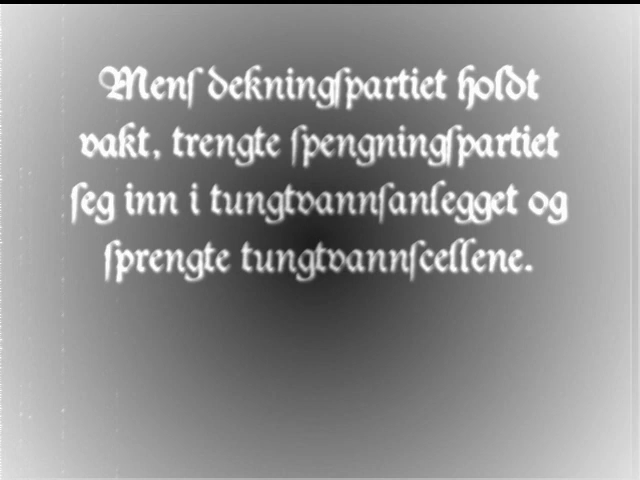 Menſ dekningſpartiet holdt
vakt, trengte ſpengningſpartiet
ſeg inn i tungtvannſanlegget og
ſprengte tungtvannſcellene.